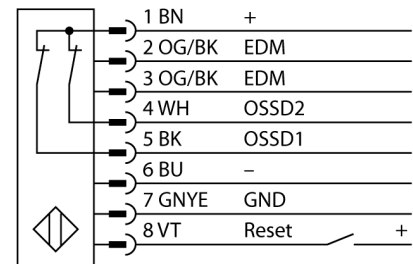 1 BN +
2 OG/BK EDM
3 OG/BK EDM
4 WH OSSD2
5 BK OSSD1
6 BU –
7 GNYE GND
8 VT Reset +